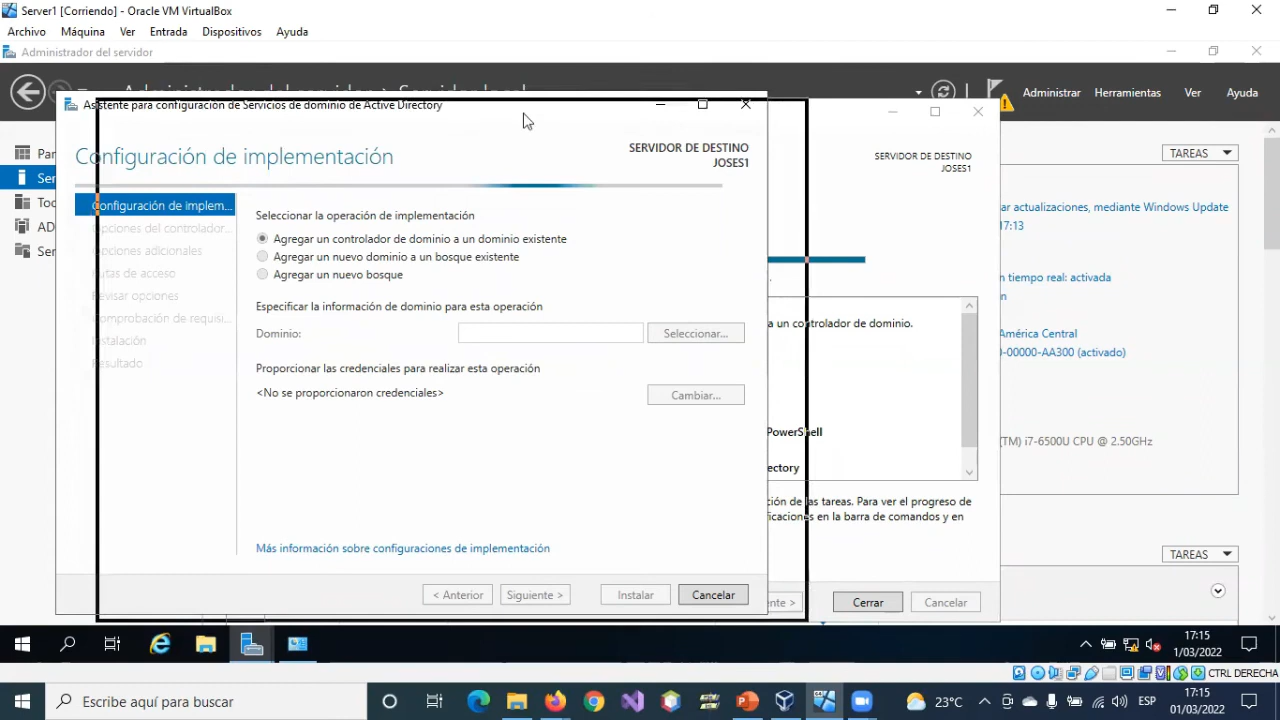 Server1 [Corriendo] - Oracle VM VirtualBox
Archivo Máquina Ver Entrada Dispositivos Ayuda
Administrador del servidor
Administrar Herramientas Ver Ayuda
Asistente para configuración de Servicios de dominio de Active Directory
Configuración de implementación
SERVIDOR DE DESTINO
JOSES1
Configuración de implem...
Opciones del controlador...
Opciones adicionales
Rutas de acceso
Revisar opciones
Comprobación de requisi...
Instalación
Resultado
Seleccionar la operación de implementación
Agregar un controlador de dominio a un dominio existente
Agregar un nuevo dominio a un bosque existente
Agregar un nuevo bosque
Especificar la información de dominio para esta operación
Dominio:
Seleccionar...
Proporcionar las credenciales para realizar esta operación
<No se proporcionaron credenciales>
Cambiar...
Más información sobre configuraciones de implementación
< Anterior Siguiente > Instalar Cancelar
SERVIDOR DE DESTINO
JOSES1
a un controlador de dominio.
PowerShell
ectory
ción de las tareas. Para ver el progreso de
ificaciones en la barra de comandos y en
ente > Cerrar Cancelar
TAREAS
ar actualizaciones, mediante Windows Update
17:13
n tiempo real: activada
n
América Central
0-00000-AA300 (activado)
(TM) i7-6500U CPU @ 2.50GHz
TAREAS
Pan
Ser
Tod
AD
Ser
17:15
1/03/2022
CTRL DERECHA
Escribe aquí para buscar
23°C
ESP
17:15
01/03/2022